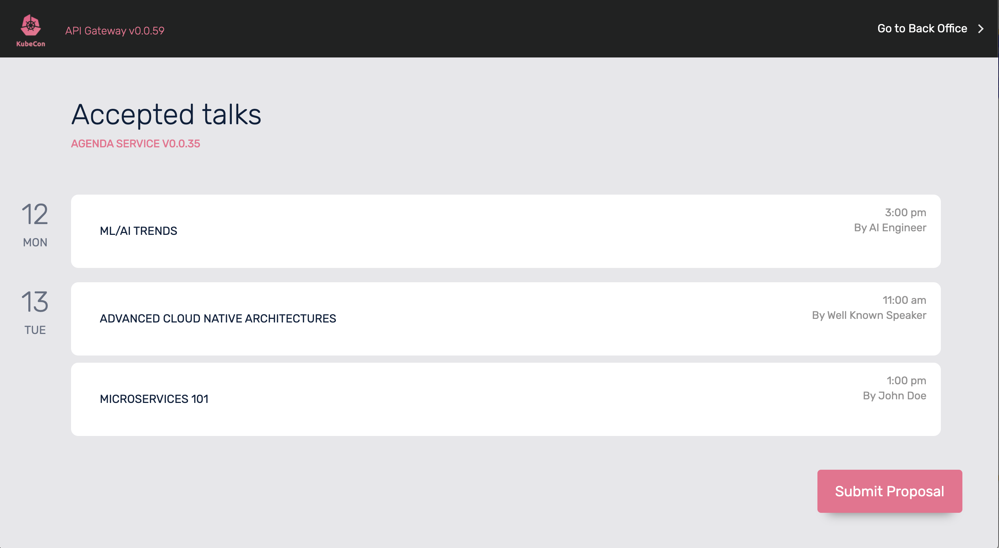 KubeCon
API Gateway v0.0.59
Go to Back Office
Accepted talks
AGENDA SERVICE V0.0.35
12
MON
ML/AI TRENDS
3:00 pm
By AI Engineer
13
TUE
ADVANCED CLOUD NATIVE ARCHITECTURES
11:00 am
By Well Known Speaker
MICROSERVICES 101
1:00 pm
By John Doe
Submit Proposal